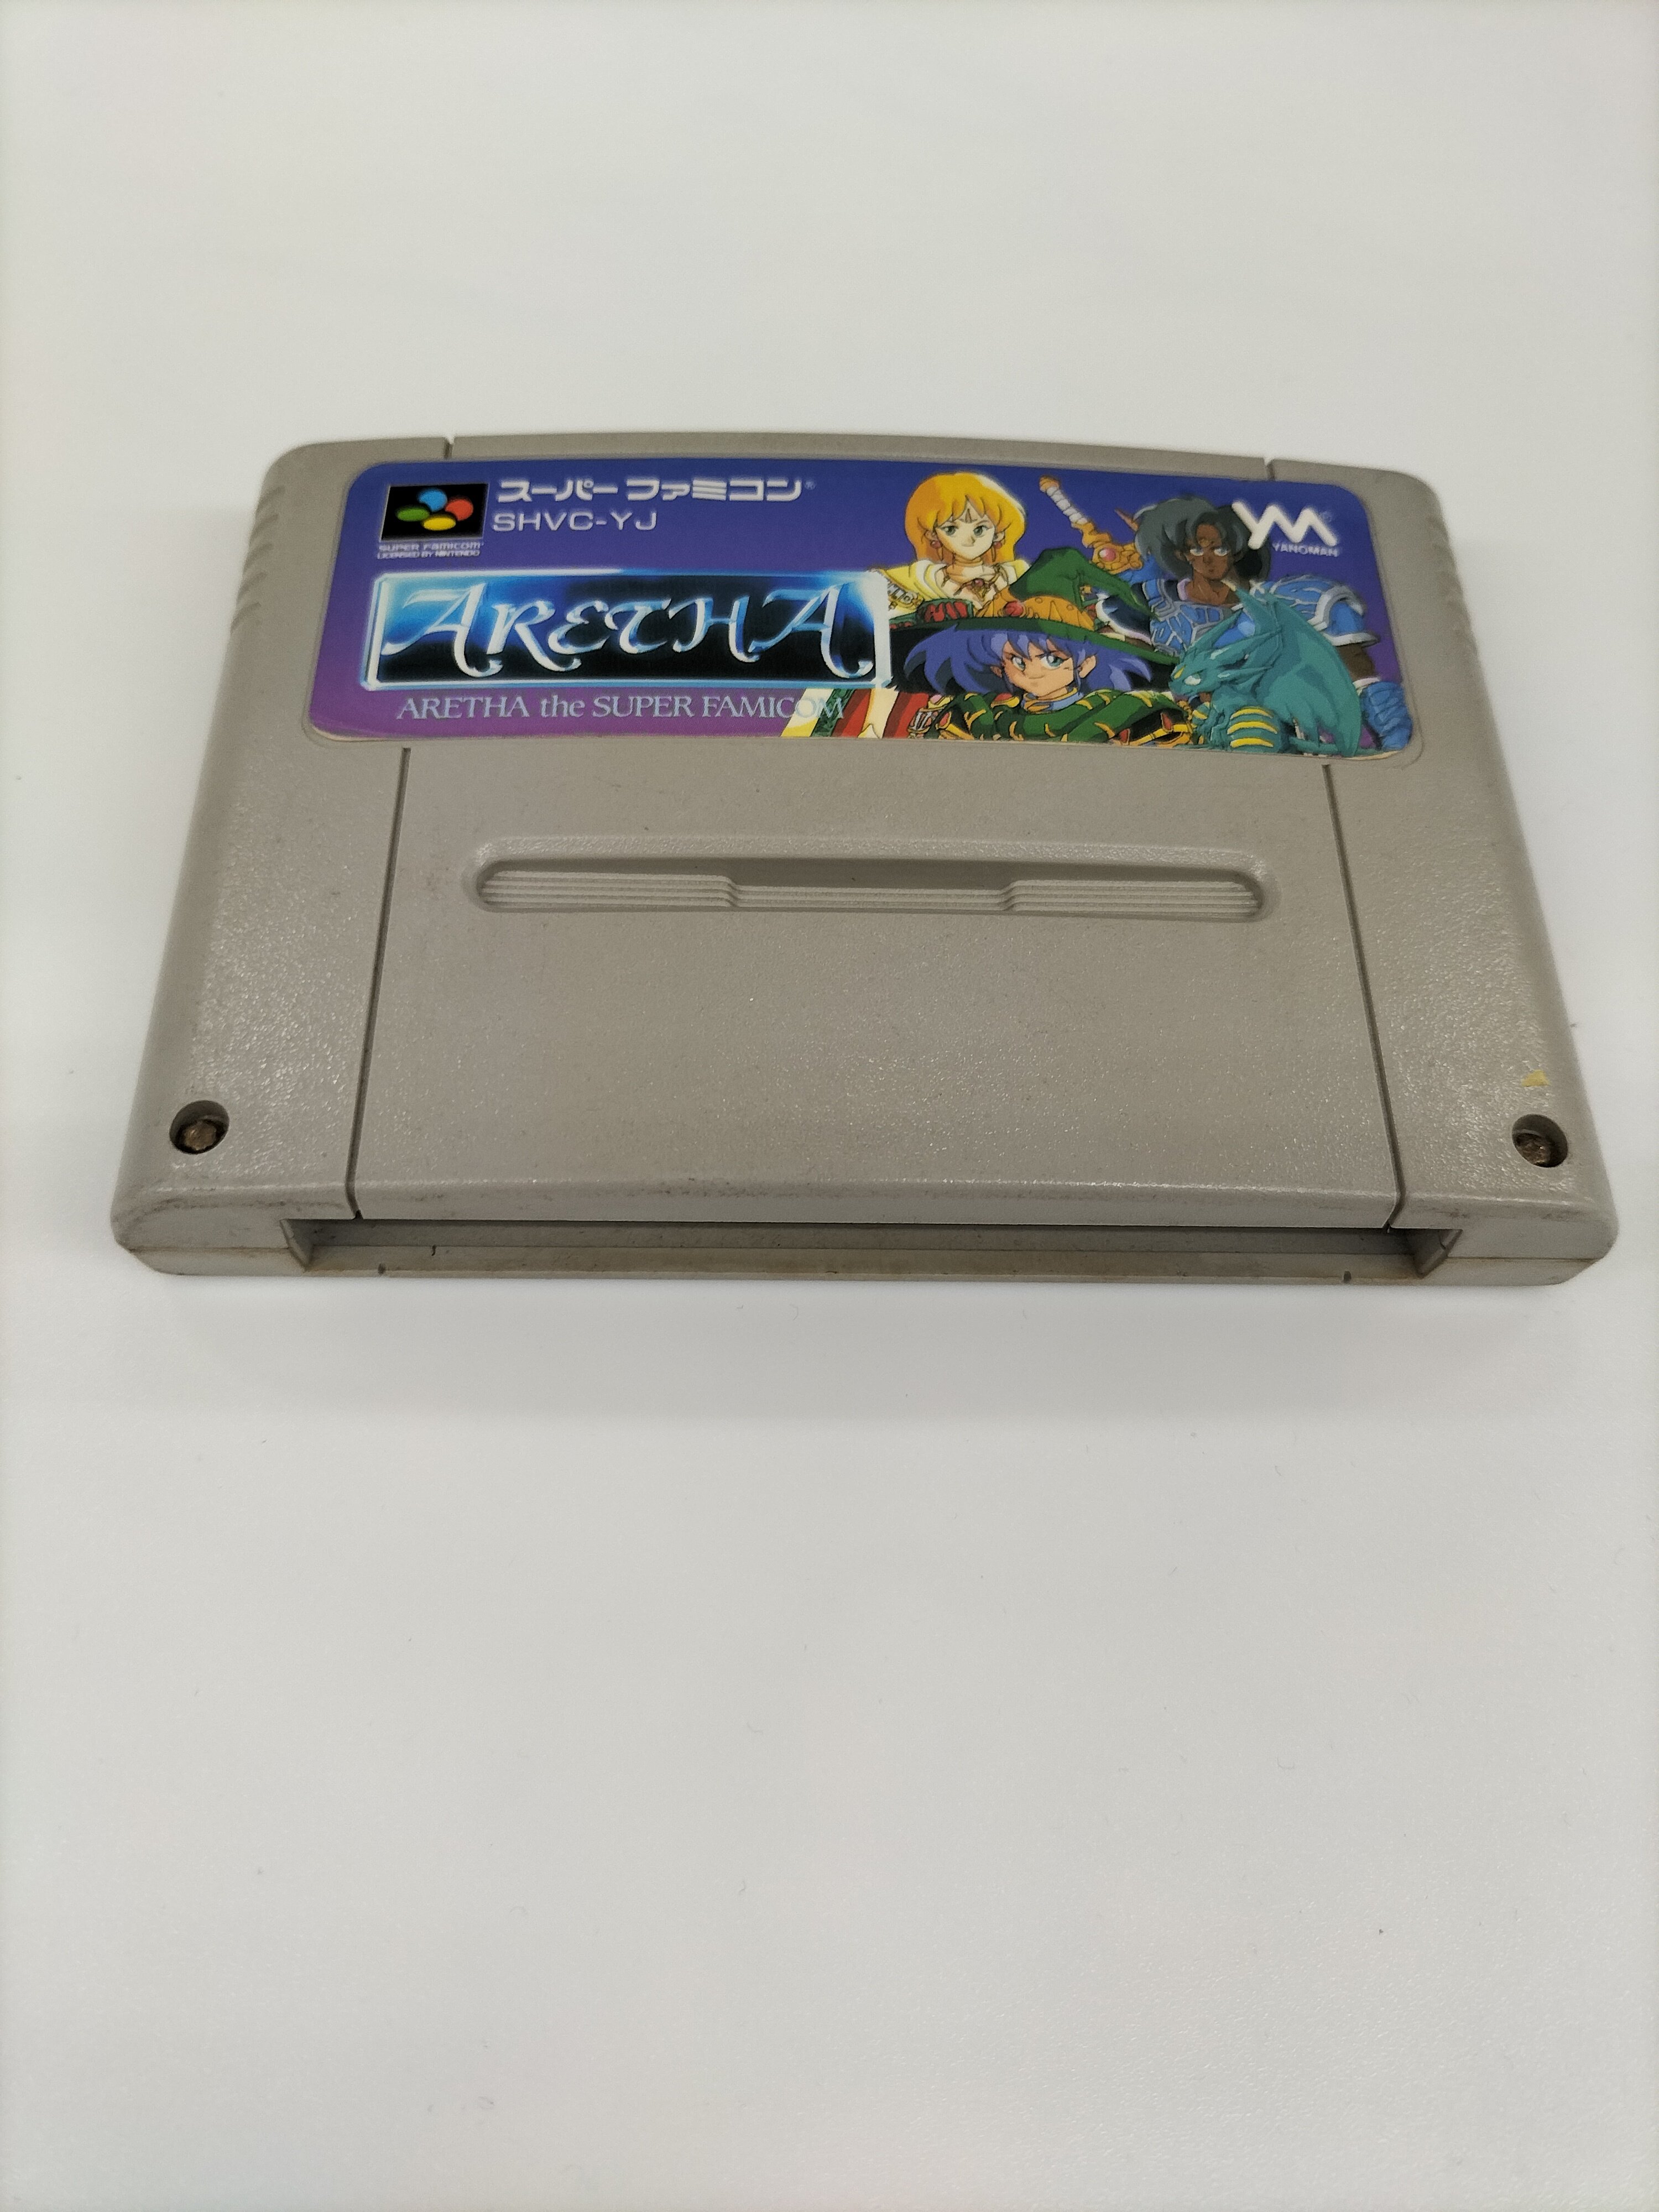 スーパーファミコン®
SHVC-YJ
SUPER FAMICOM
LICENSED BY NINTENDO
YM
YANOMAN
ARETHA
ARETHA the SUPER FAMICOM